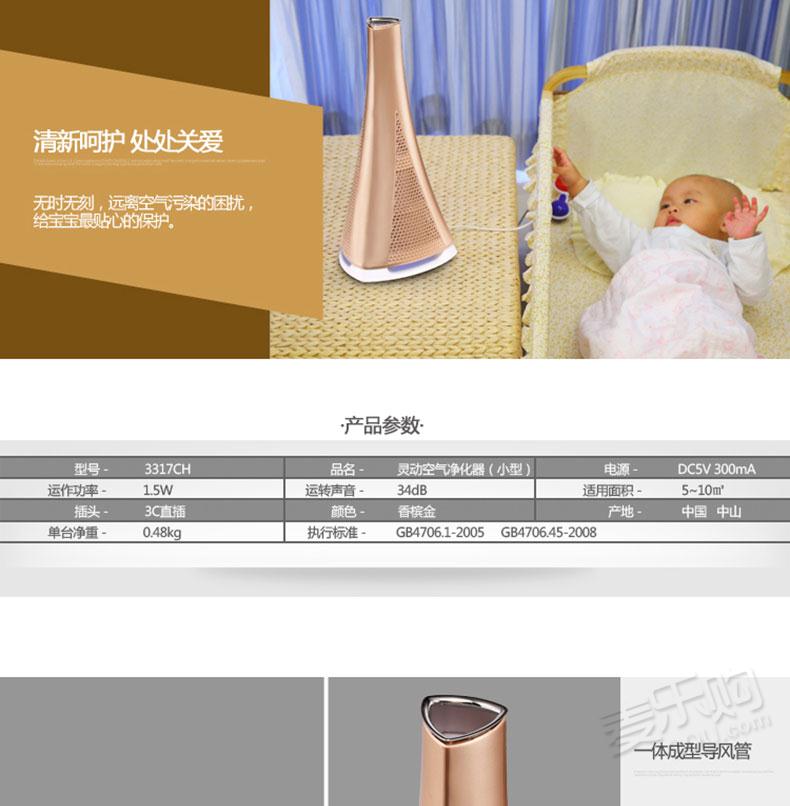 清新呵护 处处关爱
无时无刻，远离空气污染的困扰，
给宝宝最贴心的保护。
·产品参数·
型号 - 3317CH 品名 - 灵动空气净化器（小型） 电源 - DC5V 300mA
运作功率 - 1.5W 运转声音 - 34dB 适用面积 - 5~10㎡
插头 - 3C直插 颜色 - 香槟金 产地 - 中国 中山
单台净重 - 0.48kg 执行标准 - GB4706.1-2005 GB4706.45-2008
麦乐购
.com
一体成型导风管